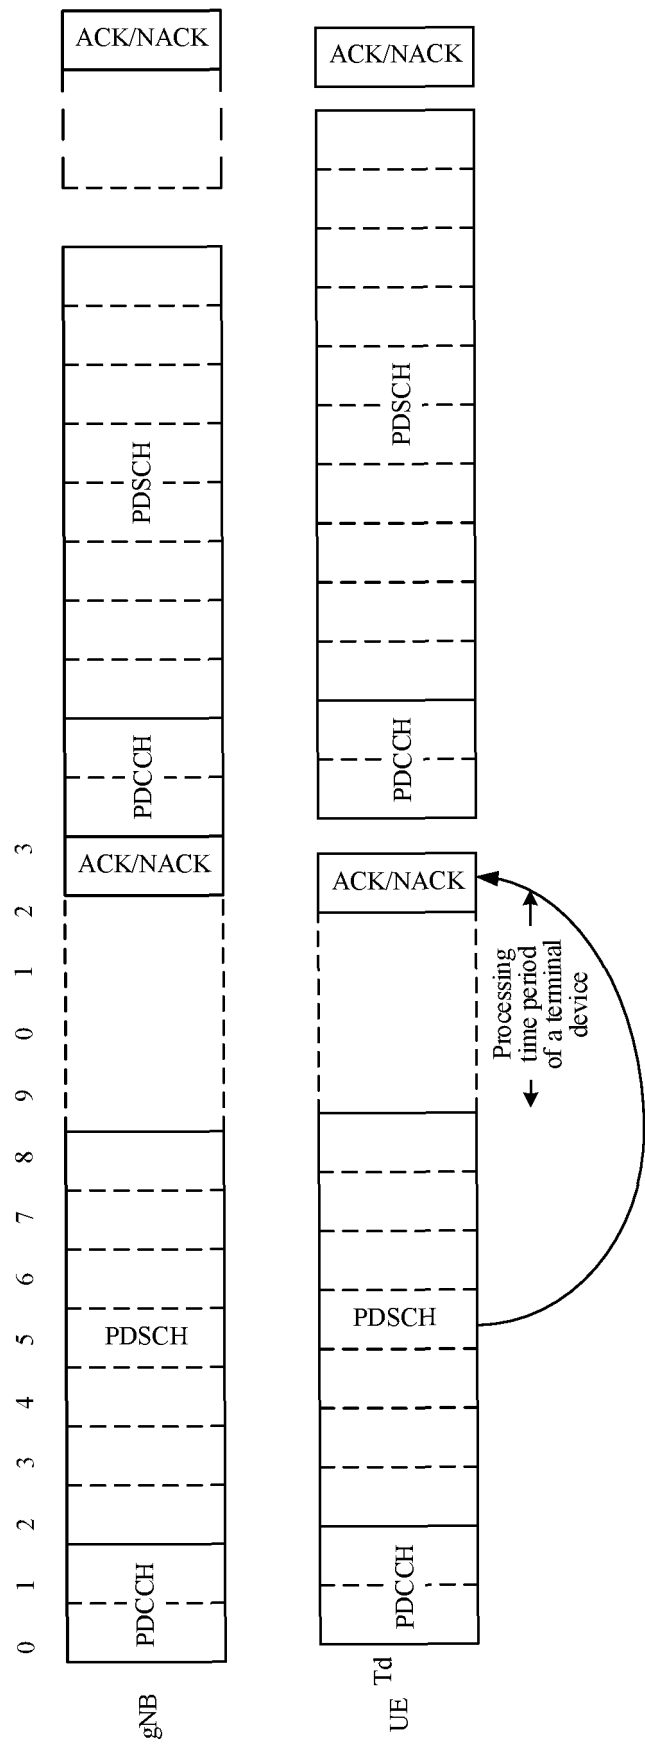 ACK/NACK
ACK/NACK
PDSCH
PDSCH
PDCCH
PDCCH
3
ACK/NACK
ACK/NACK
2
1
0
9
Processing
time period
of a terminal
device
8
7
6
5
PDSCH
PDSCH
4
3
2
1
0
PDCCH
PDCCH
gNB
UE
Td